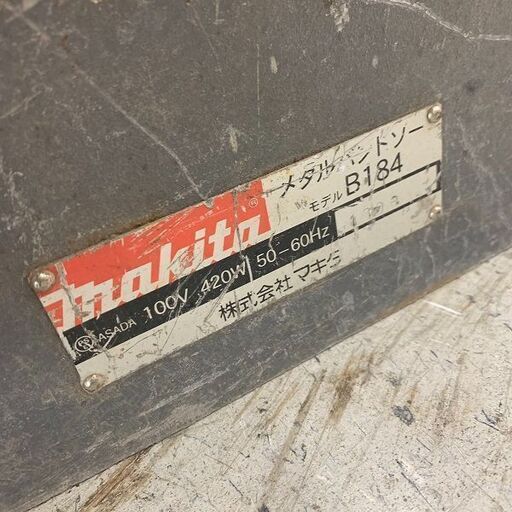 makita®
メタルバンドソー
モデル B184
ASADA 100V 420W 50-60Hz
株式会社マキタ